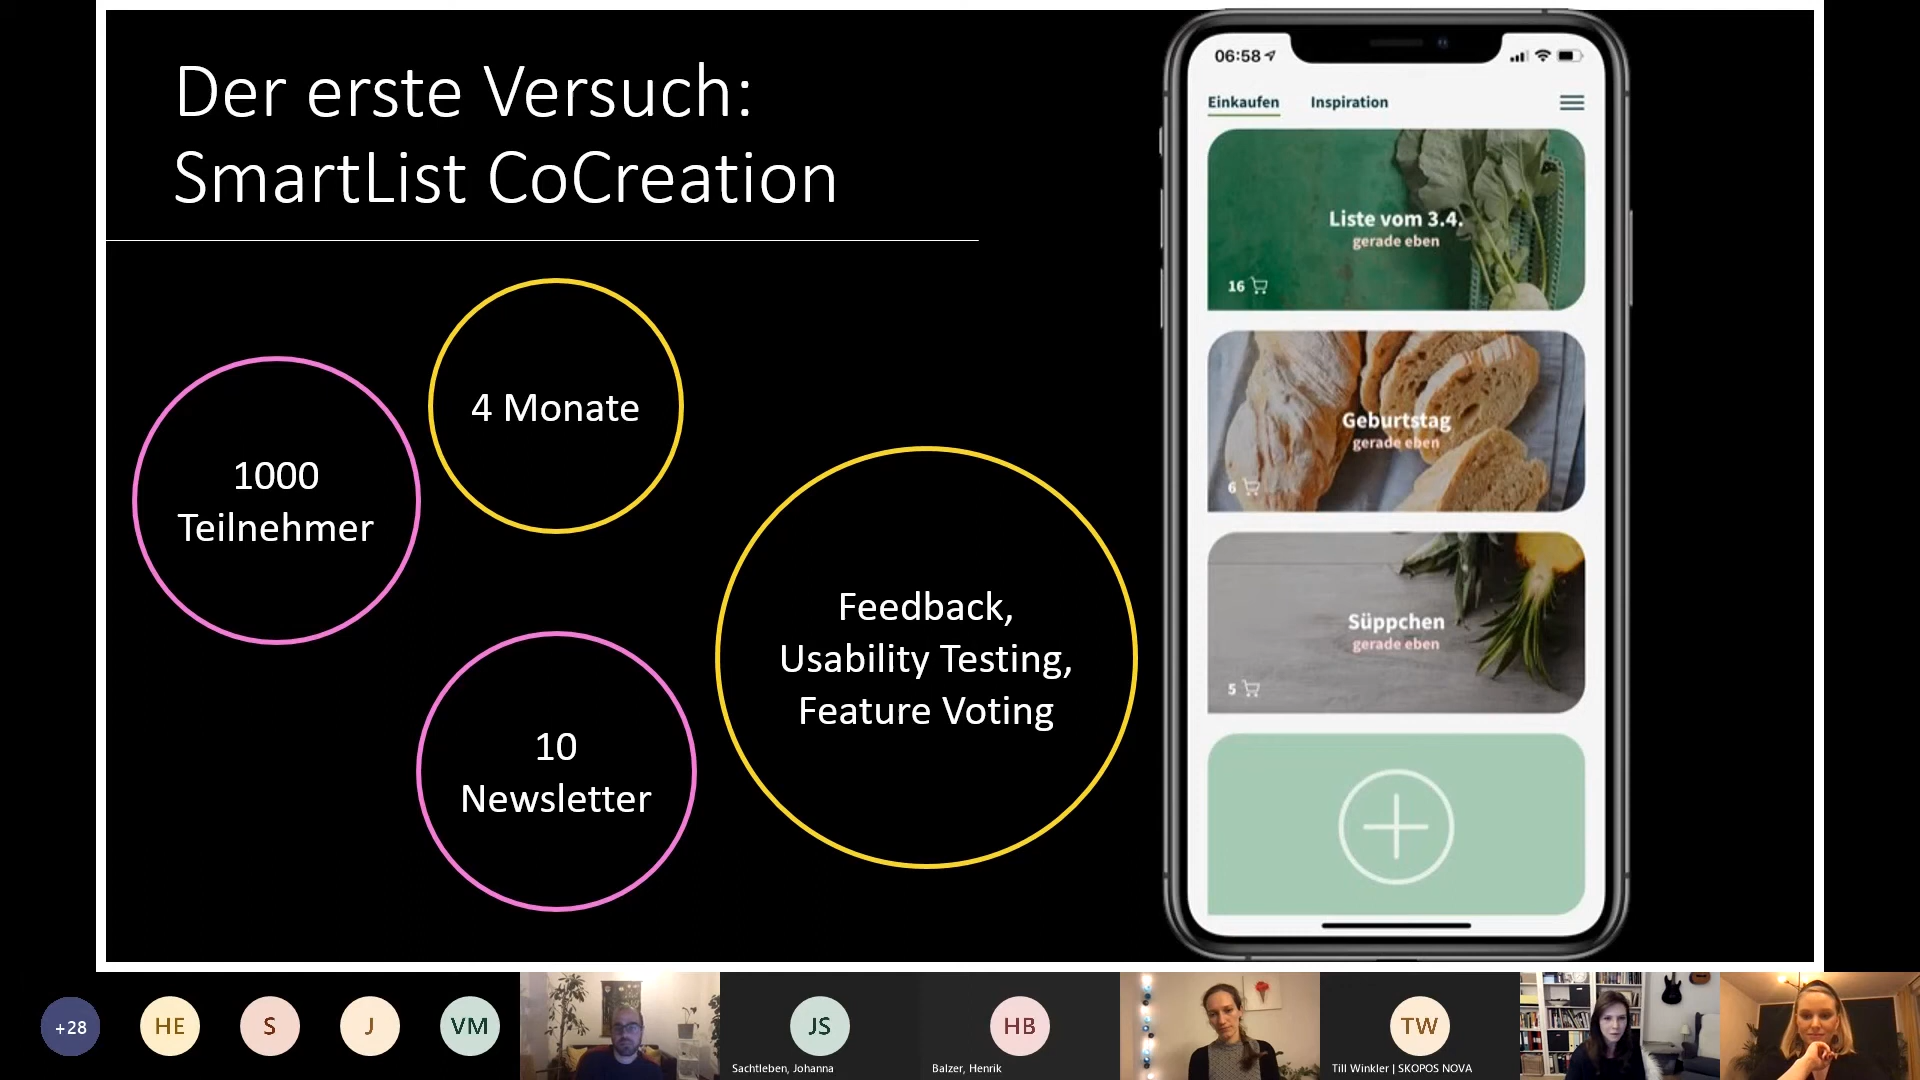 Der erste Versuch:
SmartList CoCreation
4 Monate
1000
Teilnehmer
Feedback,
Usability Testing,
Feature Voting
10
Newsletter
06:58
Einkaufen
Inspiration
Liste vom 3.4.
gerade eben
16
Geburtstag
gerade eben
6
Süppchen
gerade eben
5
+28
HE
S
J
VM
JS
Sachtleben, Johanna
HB
Balzer, Henrik
TW
Till Winkler | SKOPOS NOVA